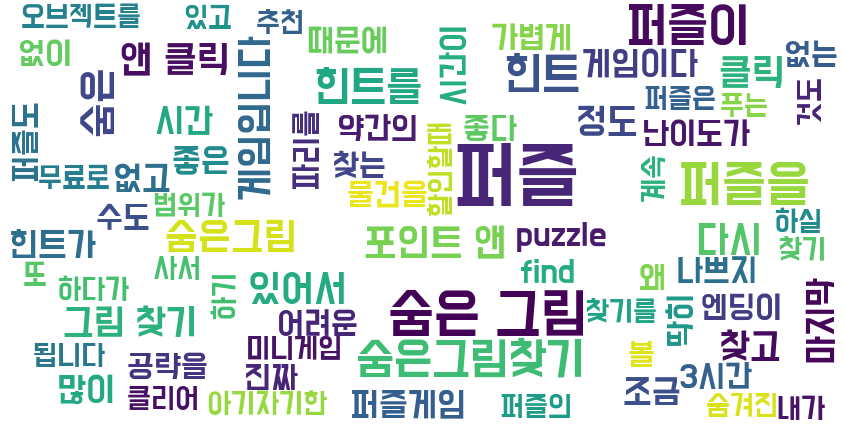 오브젝트를 있고 추천 때문에 시간이 가볍게 퍼즐이
없이 앤 클릭 숨은 힌트를 힌트 게임이다 클릭 없는
게임입니다 퍼즐은 푸는 것도
퍼즐도 시간 파리를 약간의 좋다 정도 난이도가
무료로 없고 좋은 찾는 물건을 할인할때 퍼즐 계속 퍼즐을
수도 범위가
힌트가 숨은그림 포인트 앤 puzzle 다시 하실
찾기
또 하다가 사서 하기 있어서 find 왜 나쁘지
그림 찾기 어려운 숨은 그림 찾기를 딱히 엔딩이 마지막
됩니다 공략을 미니게임 숨은그림찾기 볼 찾고
진짜
많이 클리어 아기자기한 퍼즐게임 퍼즐의 조금 3시간 숨겨진 내가